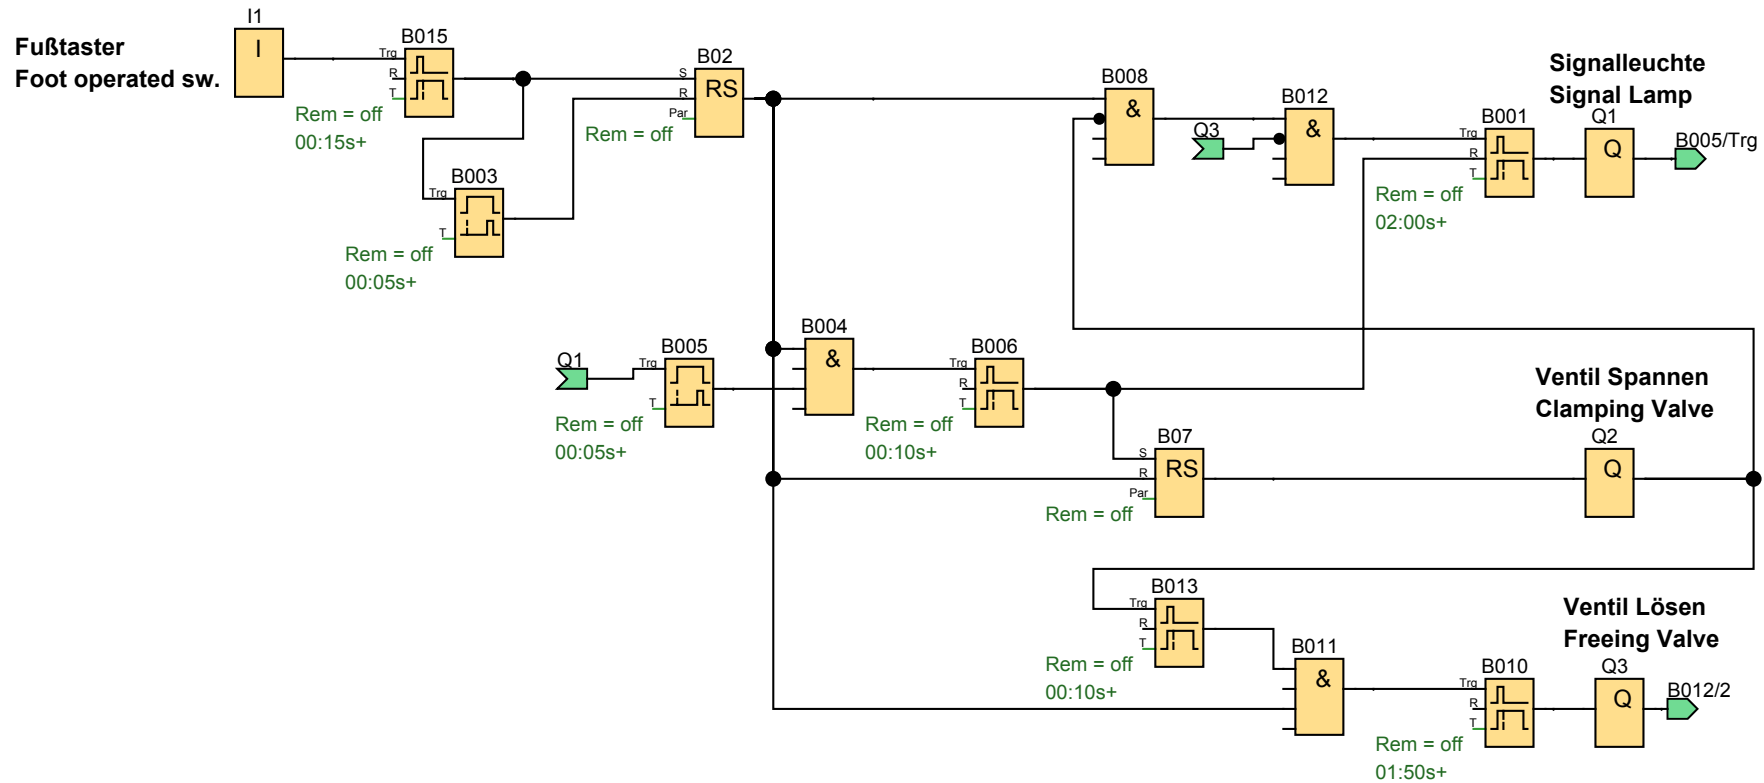 I1
Fußtaster
Foot operated sw.
I
B015
Trg
R
T
Rem = off
00:15s+
B003
Trg
T
Rem = off
00:05s+
B02
S
R
Par
RS
Rem = off
B008
&
Q3
B012
&
Signalleuchte
Signal Lamp
B001
Trg
R
T
Rem = off
02:00s+
Q1
Q
B005/Trg
Q1
B005
Trg
T
Rem = off
00:05s+
B004
&
B006
Trg
R
T
Rem = off
00:10s+
B07
S
R
Par
RS
Rem = off
Ventil Spannen
Clamping Valve
Q2
Q
B013
Trg
R
T
Rem = off
00:10s+
B011
&
Ventil Lösen
Freeing Valve
B010
Trg
R
T
Rem = off
01:50s+
Q3
Q
B012/2